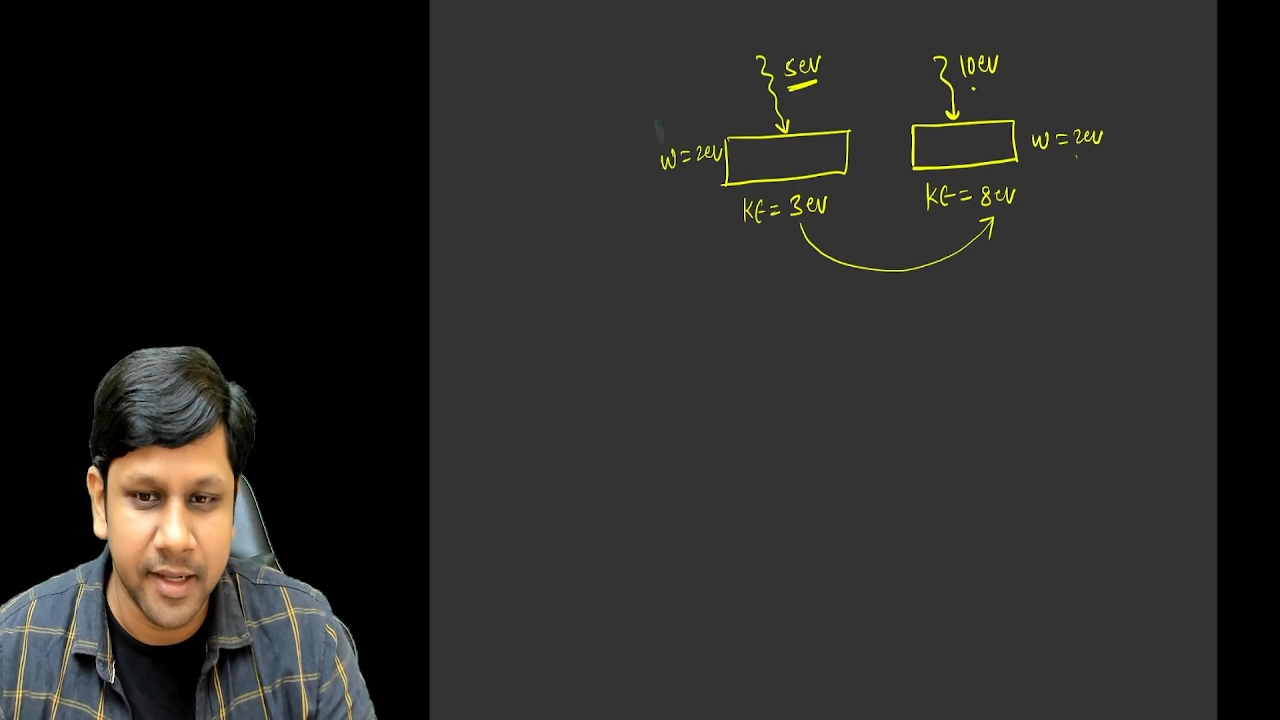 5ev
10ev
w = 2ev
w = 2ev
KE = 3ev
KE = 8ev